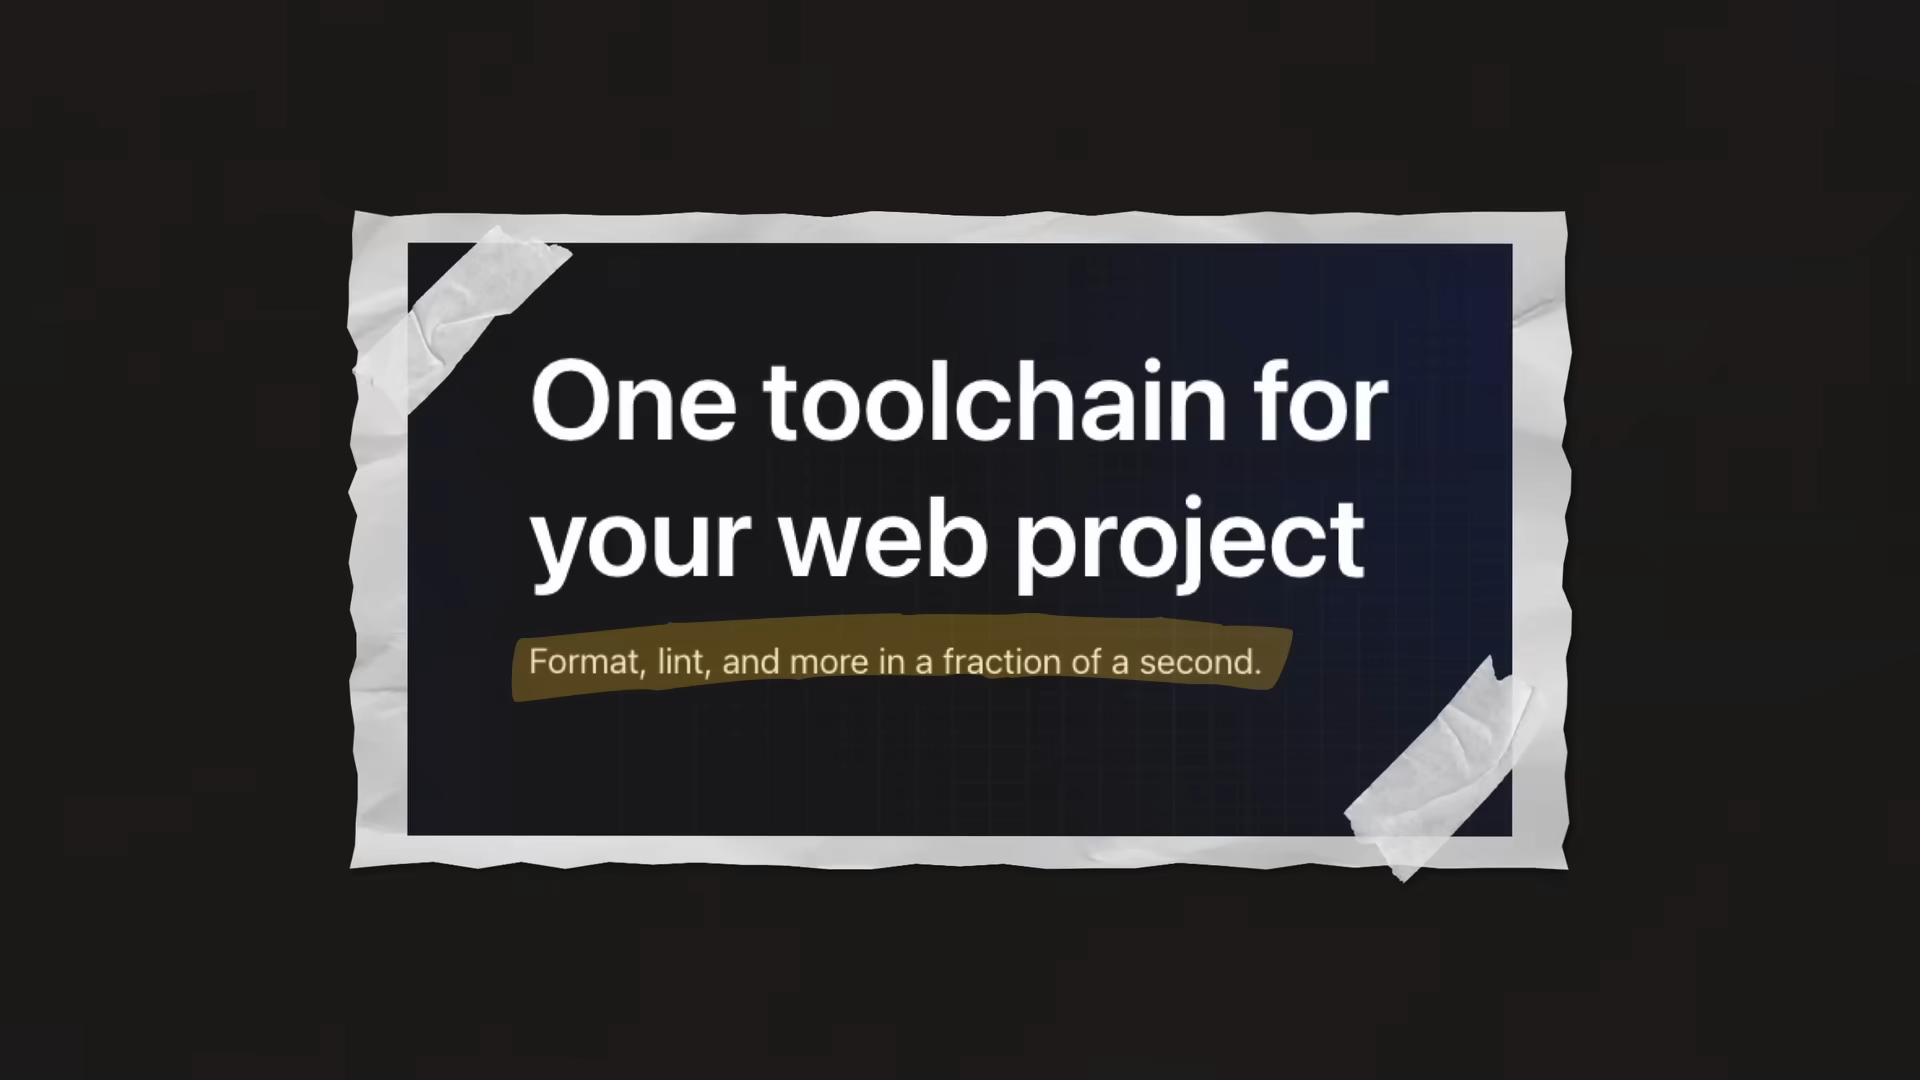 One toolchain for
your web project
Format, lint, and more in a fraction of a second.